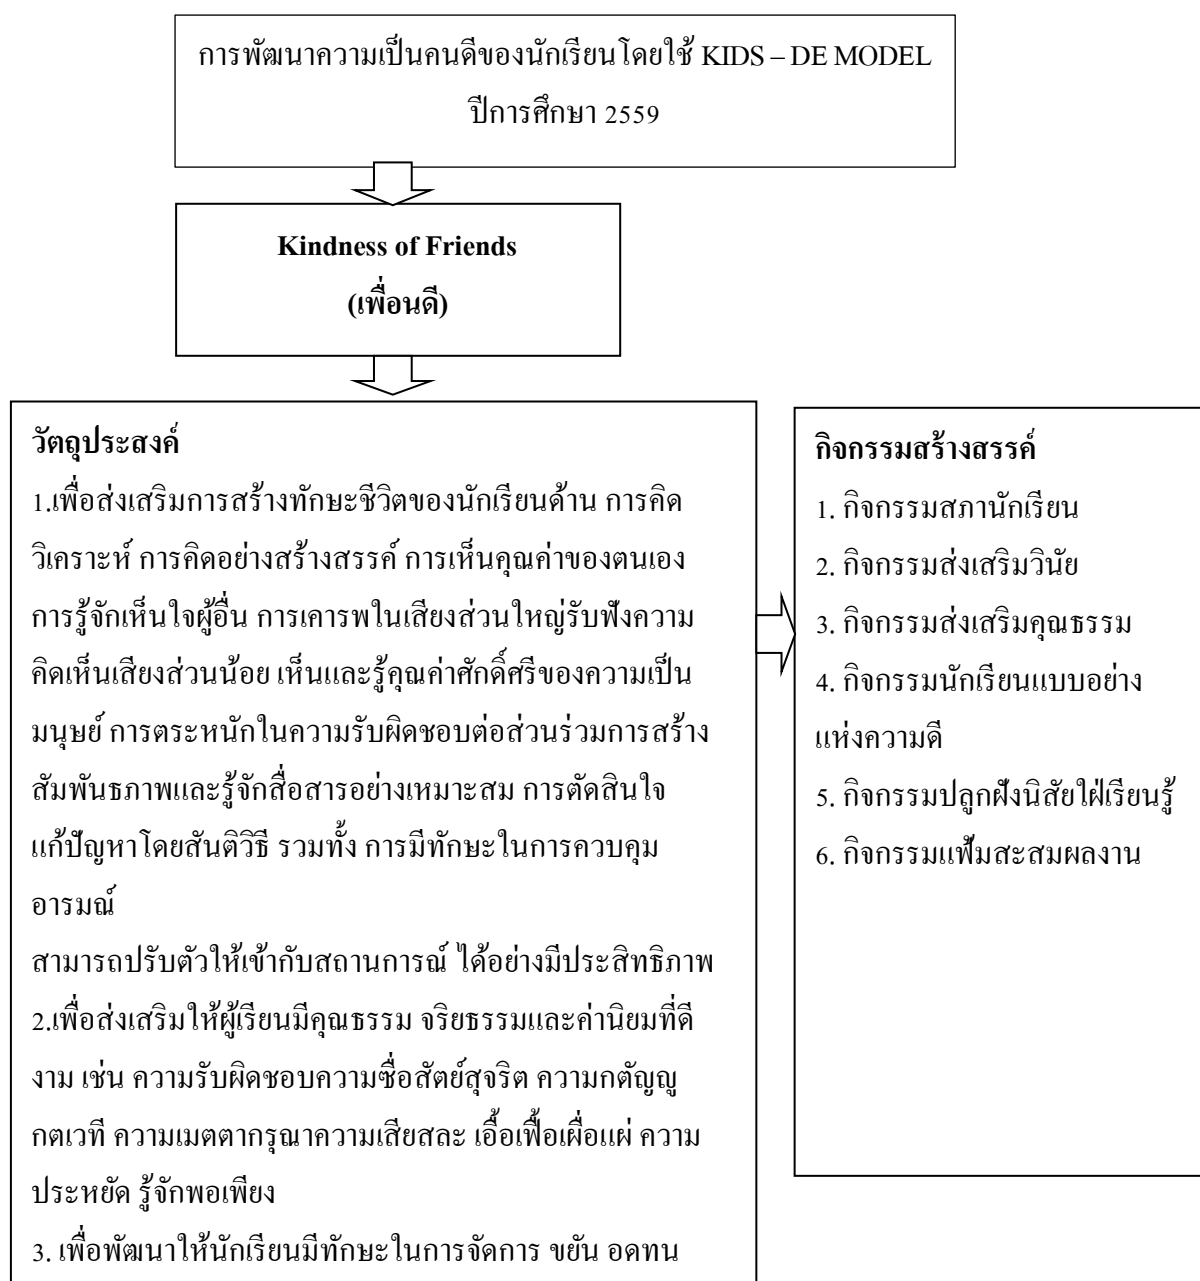 การพัฒนาความเป็นคนดีของนักเรียนโดยใช้ KIDS – DE MODEL
ปีการศึกษา 2559
Kindness of Friends
(เพื่อนดี)
วัตถุประสงค์
1.เพื่อส่งเสริมการสร้างทักษะชีวิตของนักเรียนด้าน การคิด
วิเคราะห์ การคิดอย่างสร้างสรรค์ การเห็นคุณค่าของตนเอง
การรู้จักเห็นใจผู้อื่น การเคารพในเสียงส่วนใหญ่รับฟังความ
คิดเห็นเสียงส่วนน้อย เห็นและรู้คุณค่าศักดิ์ศรีของความเป็น
มนุษย์ การตระหนักในความรับผิดชอบต่อส่วนร่วมการสร้าง
สัมพันธภาพและรู้จักสื่อสารอย่างเหมาะสม การตัดสินใจ
แก้ปัญหาโดยสันติวิธี รวมทั้ง การมีทักษะในการควบคุม
อารมณ์
สามารถปรับตัวให้เข้ากับสถานการณ์ ได้อย่างมีประสิทธิภาพ
2.เพื่อส่งเสริมให้ผู้เรียนมีคุณธรรม จริยธรรมและค่านิยมที่ดี
งาม เช่น ความรับผิดชอบความซื่อสัตย์สุจริต ความกตัญญู
กตเวที ความเมตตากรุณาความเสียสละ เอื้อเฟื้อเผื่อแผ่ ความ
ประหยัด รู้จักพอเพียง
3. เพื่อพัฒนาให้นักเรียนมีทักษะในการจัดการ ขยัน อดทน
กิจกรรมสร้างสรรค์
1. กิจกรรมสภานักเรียน
2. กิจกรรมส่งเสริมวินัย
3. กิจกรรมส่งเสริมคุณธรรม
4. กิจกรรมนักเรียนแบบอย่าง
แห่งความดี
5. กิจกรรมปลูกฝังนิสัยใฝ่เรียนรู้
6. กิจกรรมแฟ้มสะสมผลงาน